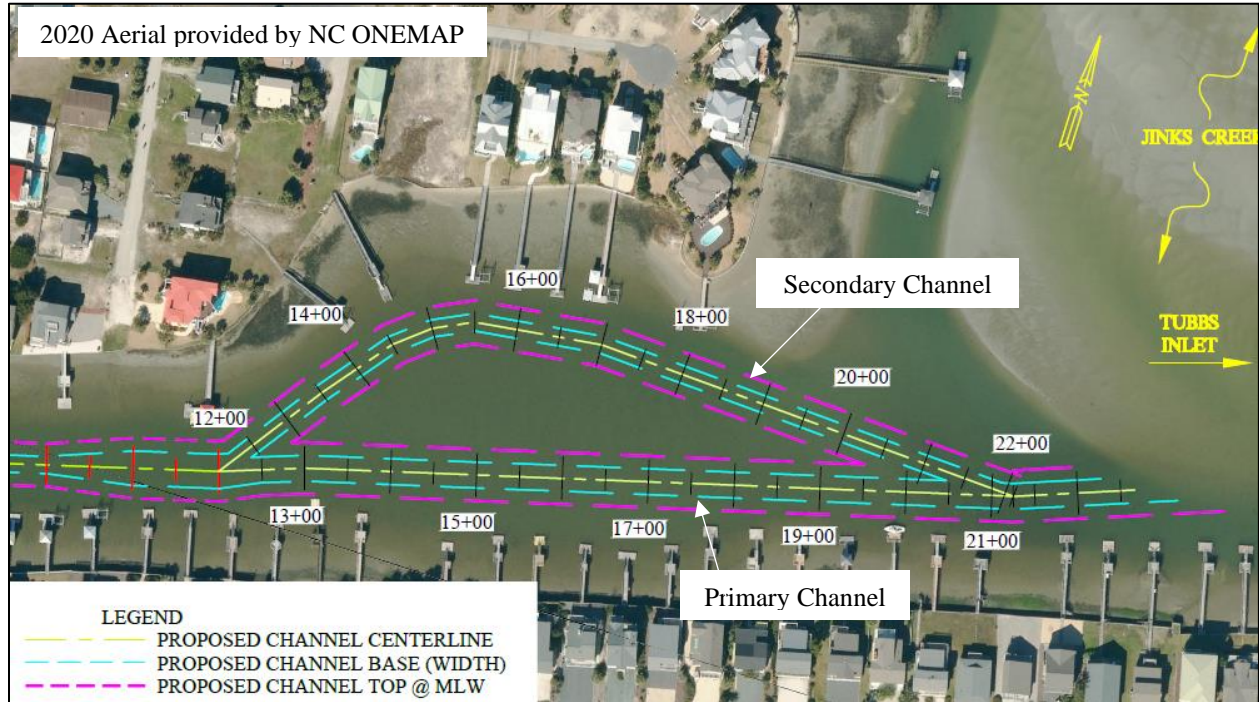 2020 Aerial provided by NC ONEMAP
N
JINKS CREEK
TUBBS
INLET
Secondary Channel
16+00
14+00
18+00
20+00
12+00
22+00
13+00
15+00
17+00
19+00
21+00
Primary Channel
LEGEND
PROPOSED CHANNEL CENTERLINE
PROPOSED CHANNEL BASE (WIDTH)
PROPOSED CHANNEL TOP @ MLW